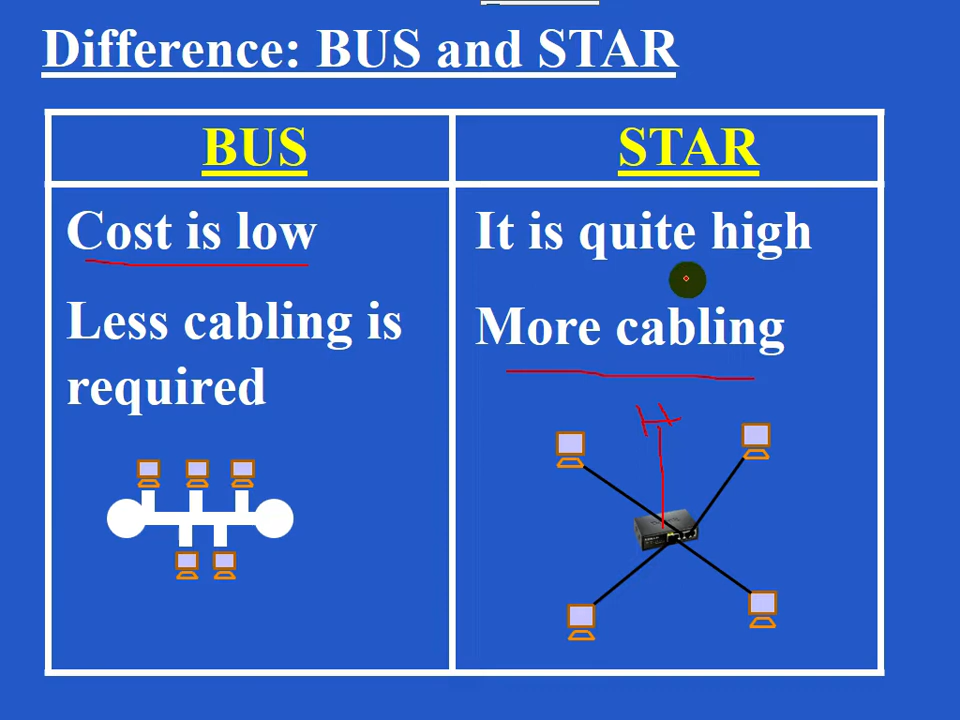 Difference: BUS and STAR
BUS
STAR
Cost is low
It is quite high
Less cabling is
required
More cabling
H